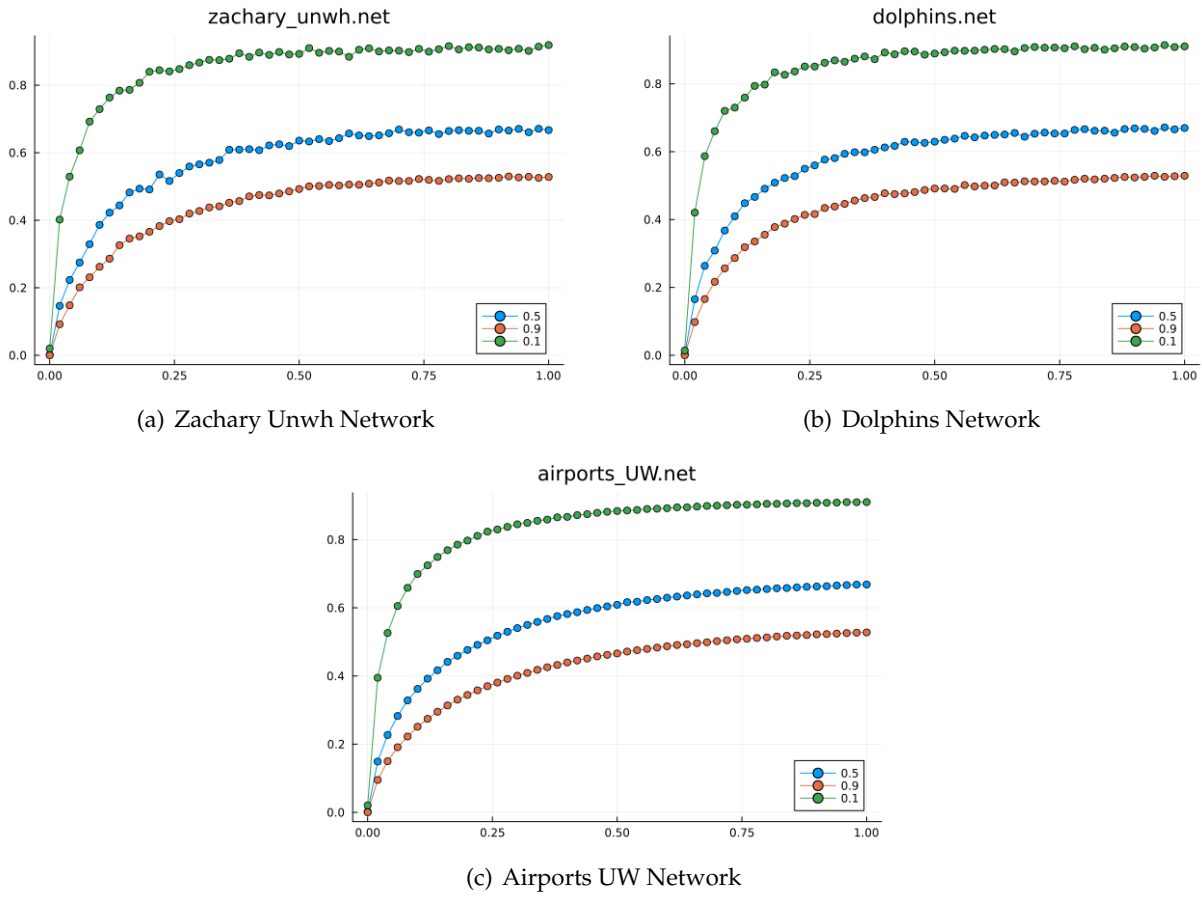 zachary_unwh.net
0.8
0.6
0.4
0.2
0.0
0.5
0.9
0.1
0.00 0.25 0.50 0.75 1.00
(a) Zachary Unwh Network
dolphins.net
0.8
0.6
0.4
0.2
0.0
0.5
0.9
0.1
0.00 0.25 0.50 0.75 1.00
(b) Dolphins Network
airports_UW.net
0.8
0.6
0.4
0.2
0.0
0.5
0.9
0.1
0.00 0.25 0.50 0.75 1.00
(c) Airports UW Network